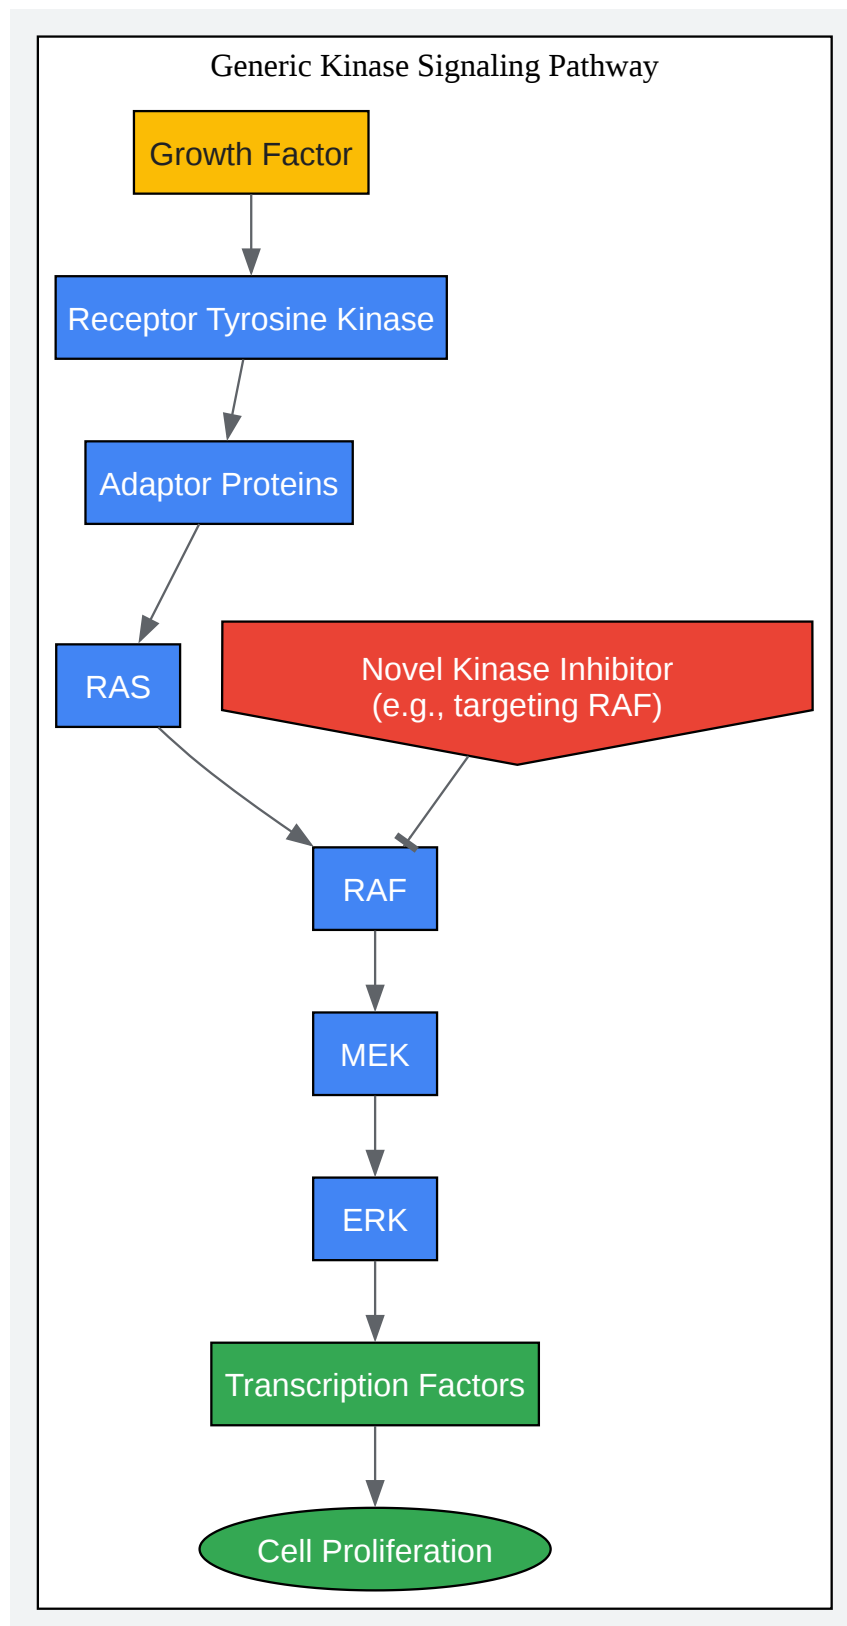 Generic Kinase Signaling Pathway
Growth Factor
Receptor Tyrosine Kinase
Adaptor Proteins
RAS
Novel Kinase Inhibitor
(e.g., targeting RAF)
RAF
MEK
ERK
Transcription Factors
Cell Proliferation